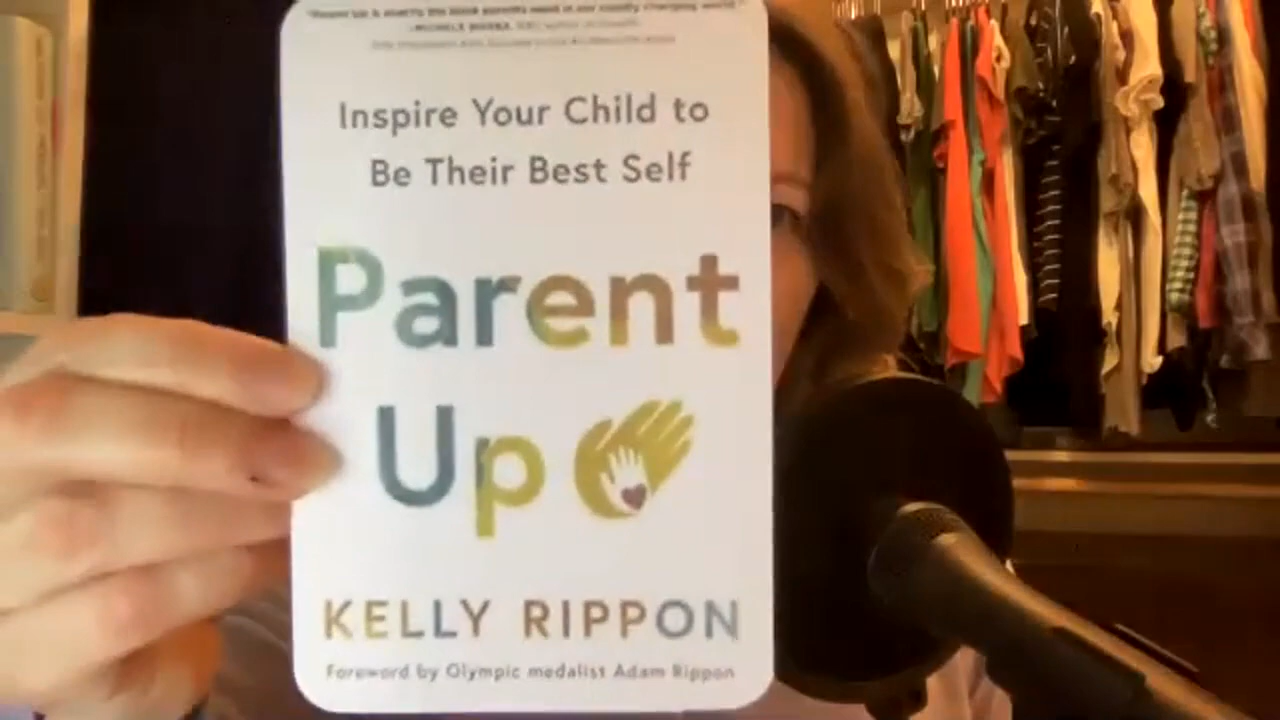 Inspire Your Child to
Be Their Best Self
Parent
Up
KELLY RIPPON
Foreword by Olympic medalist Adam Rippon